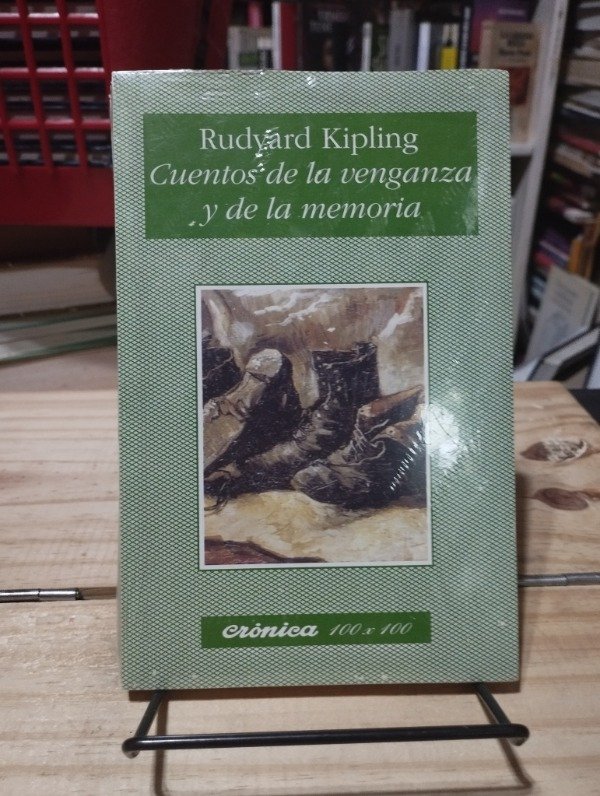 Rudyard Kipling
Cuentos de la venganza
y de la memoria
crónica 100 x 100